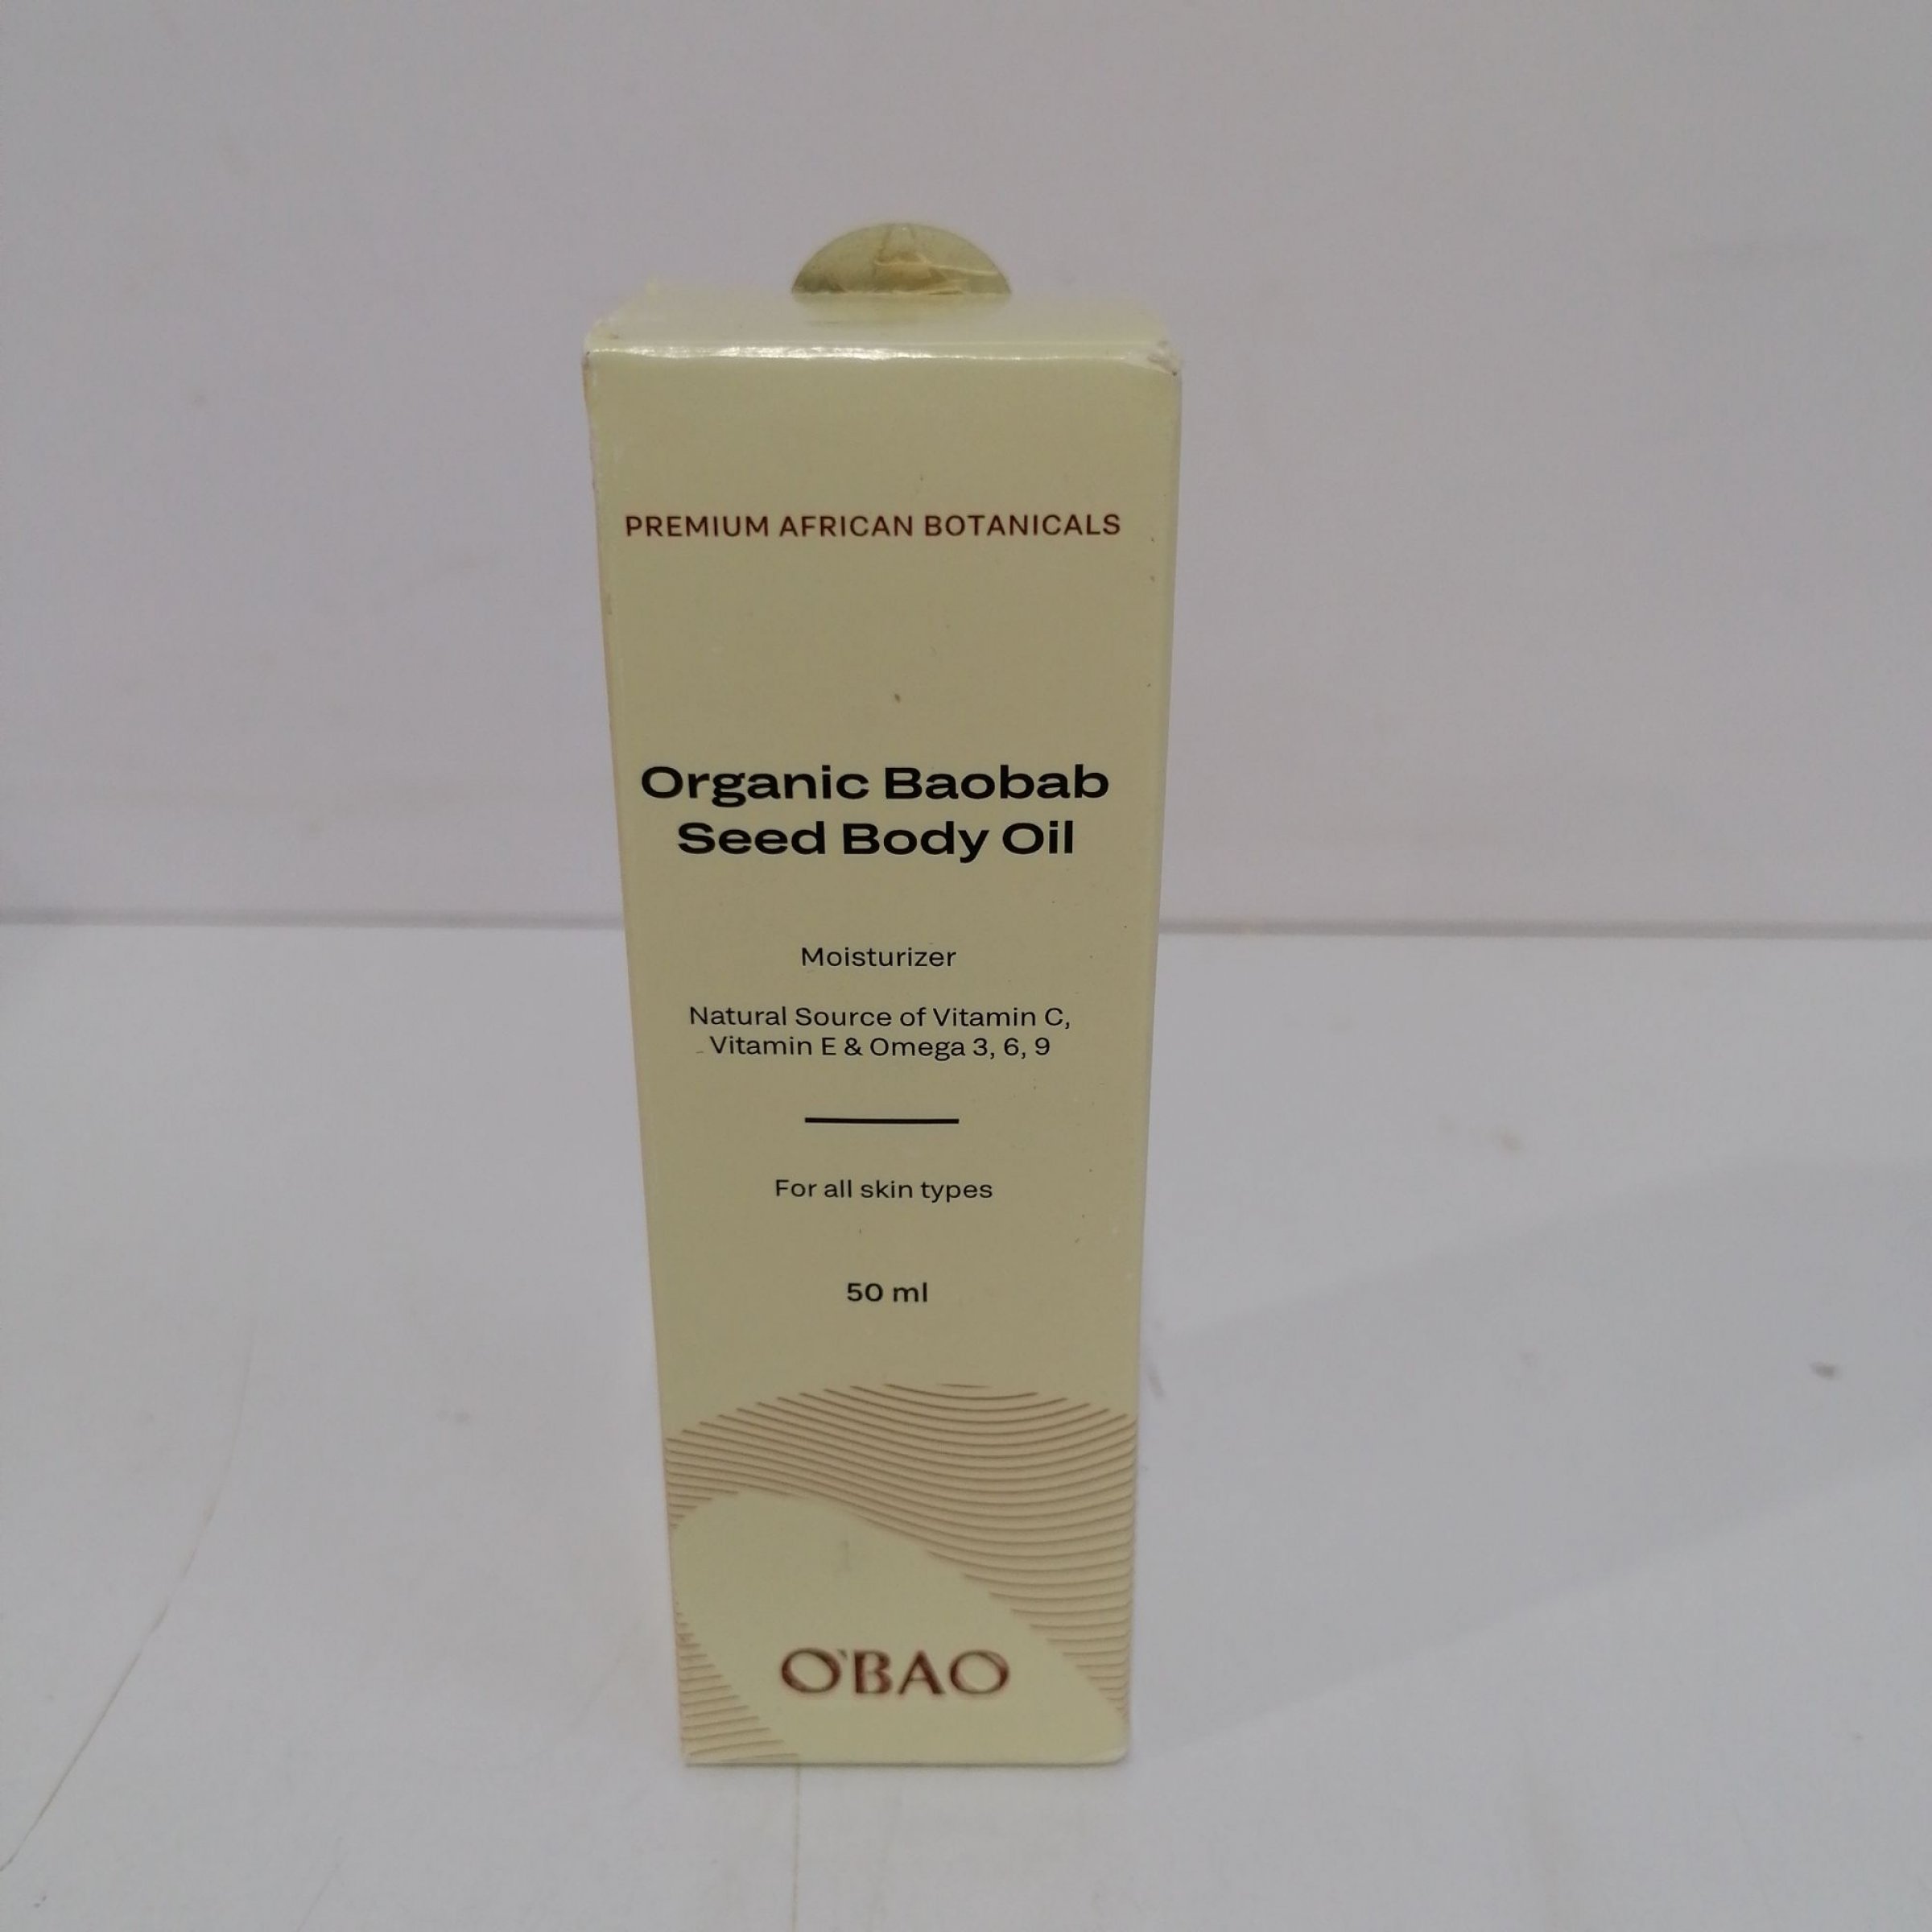 PREMIUM AFRICAN BOTANICALS
Organic Baobab
Seed Body Oil
Moisturizer
Natural Source of Vitamin C,
Vitamin E & Omega 3, 6, 9
For all skin types
50 ml
O'BAO